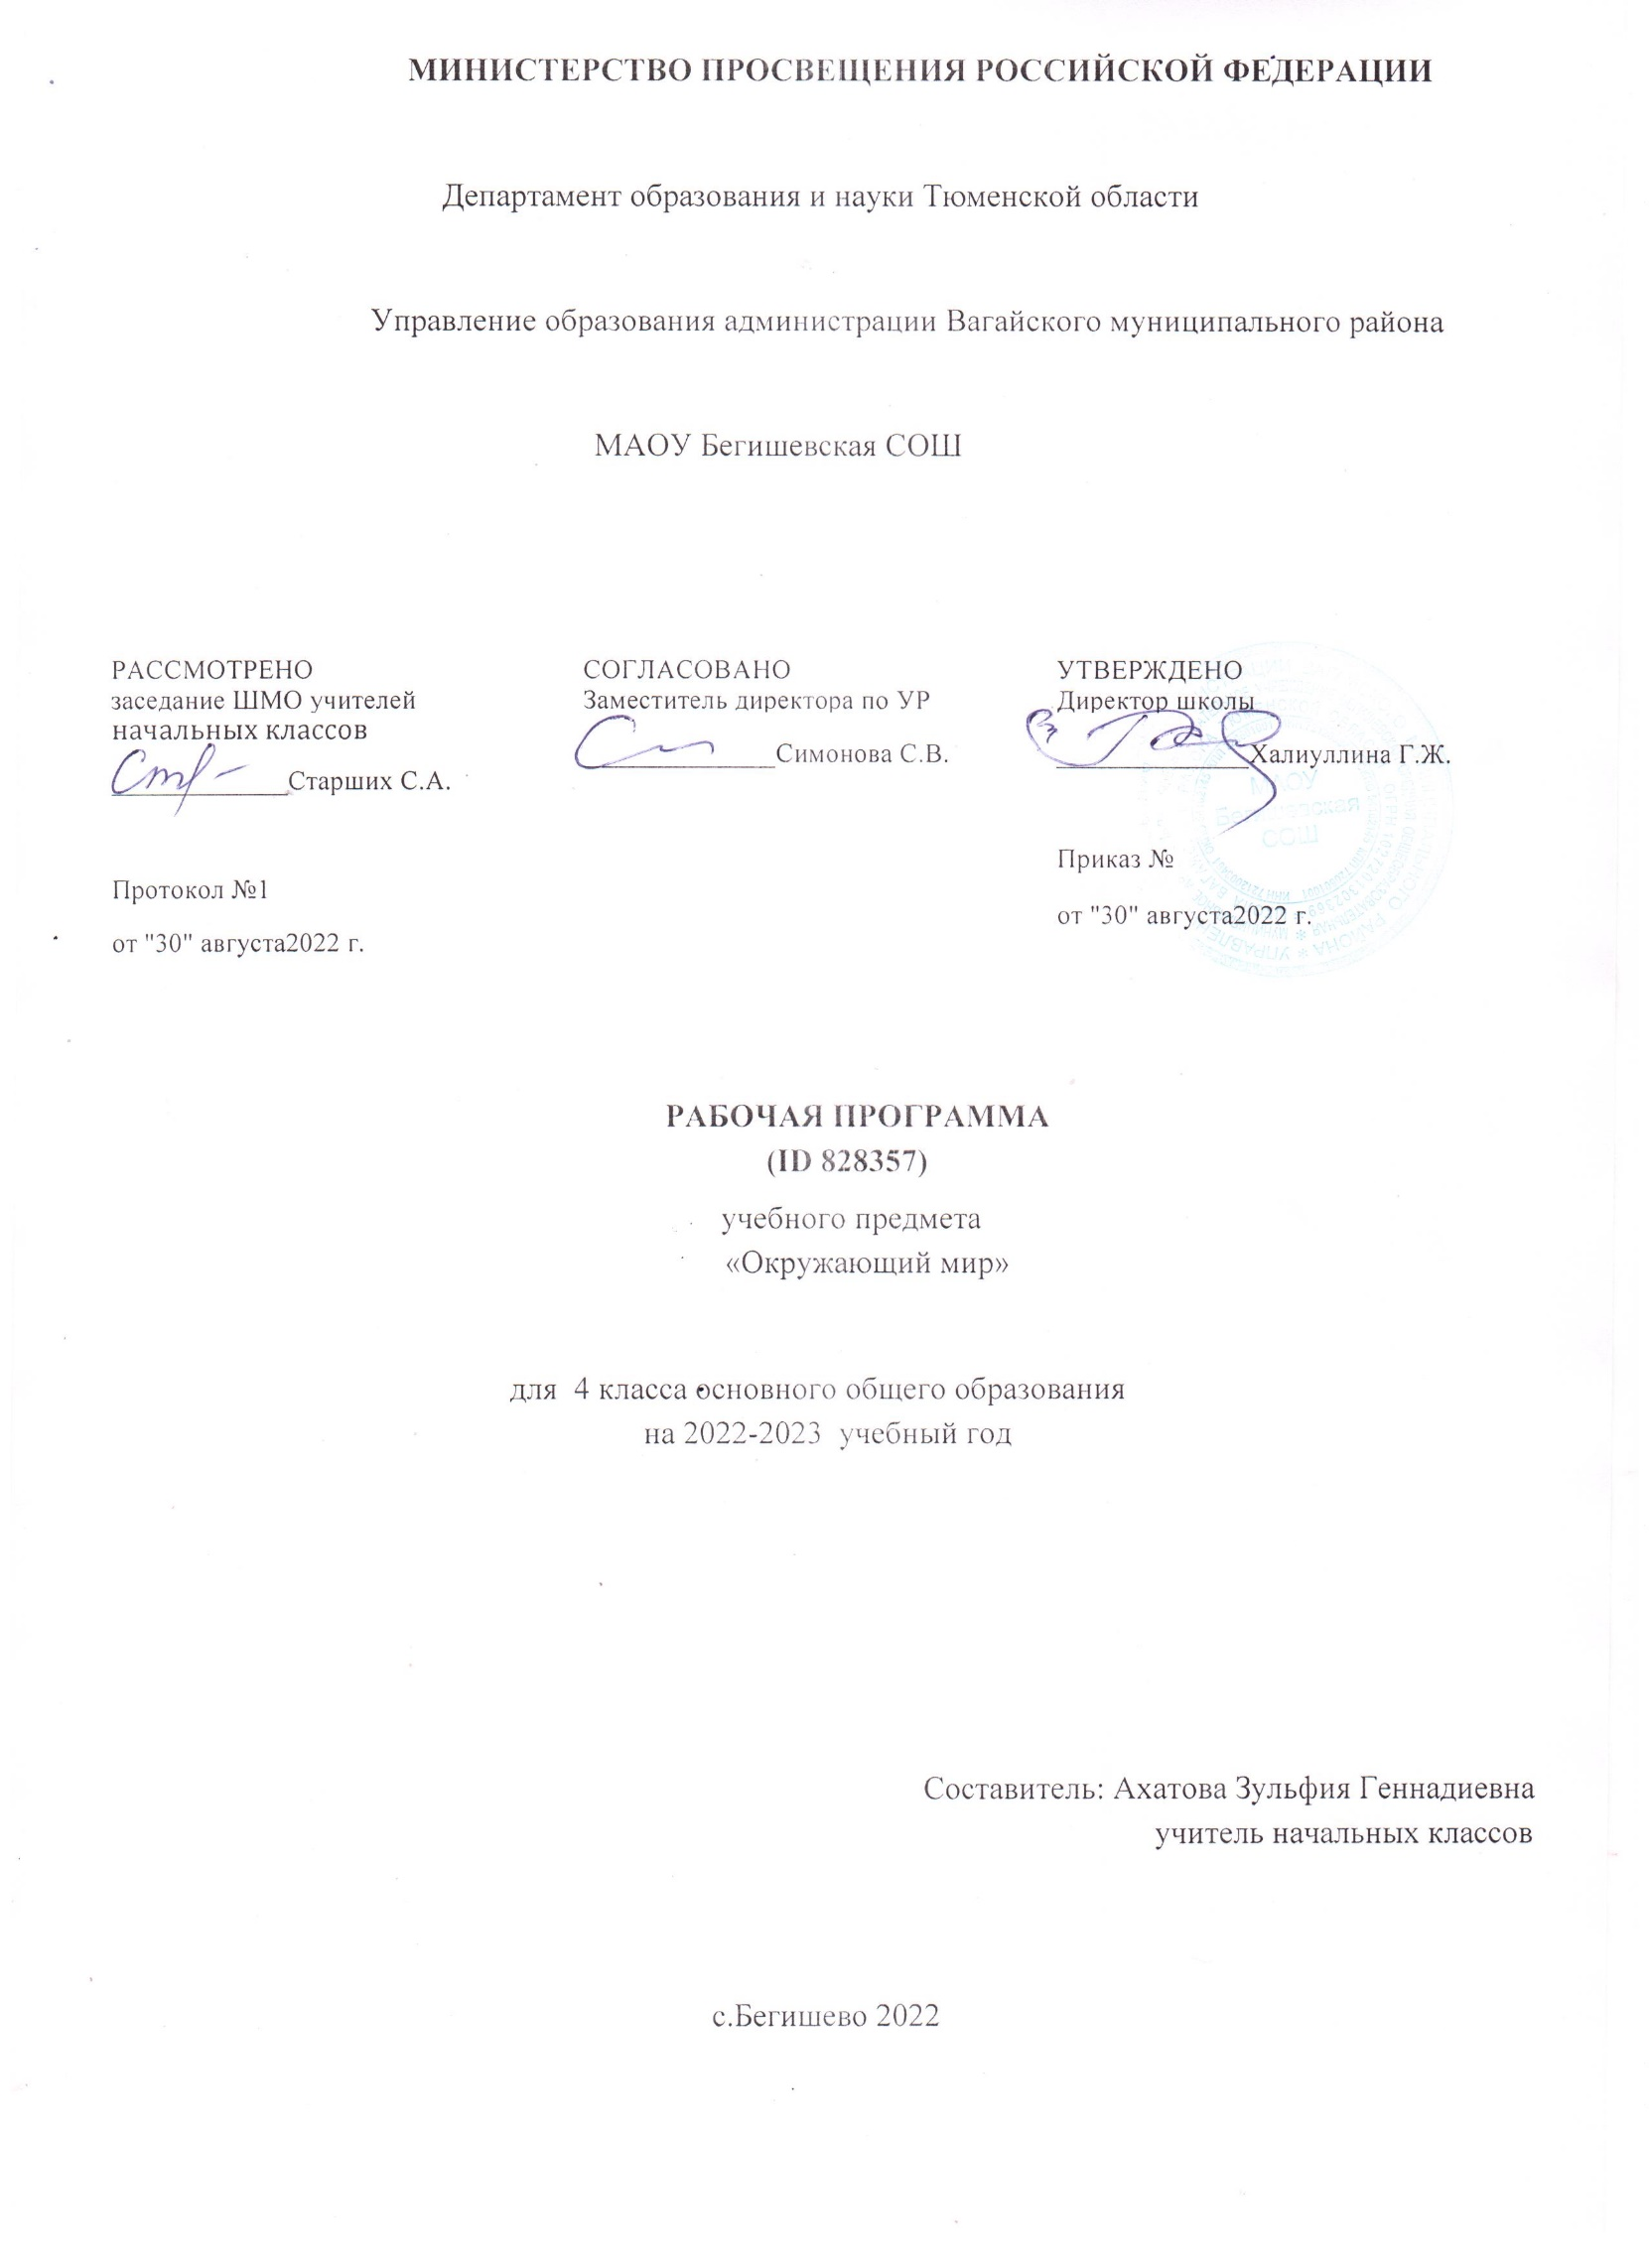 МИНИСТЕРСТВО ПРОСВЕЩЕНИЯ РОССИЙСКОЙ ФЕДЕРАЦИИ
Департамент образования и науки Тюменской области
Управление образования администрации Вагайского муниципального района
МАОУ Бегишевская СОШ
РАССМОТРЕНО
заседание ШМО учителей
начальных классов
Старших С.А.
Протокол №1
от "30" августа2022 г.
СОГЛАСОВАНО
Заместитель директора по УР
Симонова С.В.
УТВЕРЖДЕНО
Директор школы
Халиуллина Г.Ж.
МАОУ
Бегишевская
СОШ
Приказ №
от "30" августа2022 г.
РАБОЧАЯ ПРОГРАММА
(ID 828357)
учебного предмета
«Окружающий мир»
для 4 класса основного общего образования
на 2022-2023 учебный год
Составитель: Ахатова Зульфия Геннадиевна
учитель начальных классов
с.Бегишево 2022